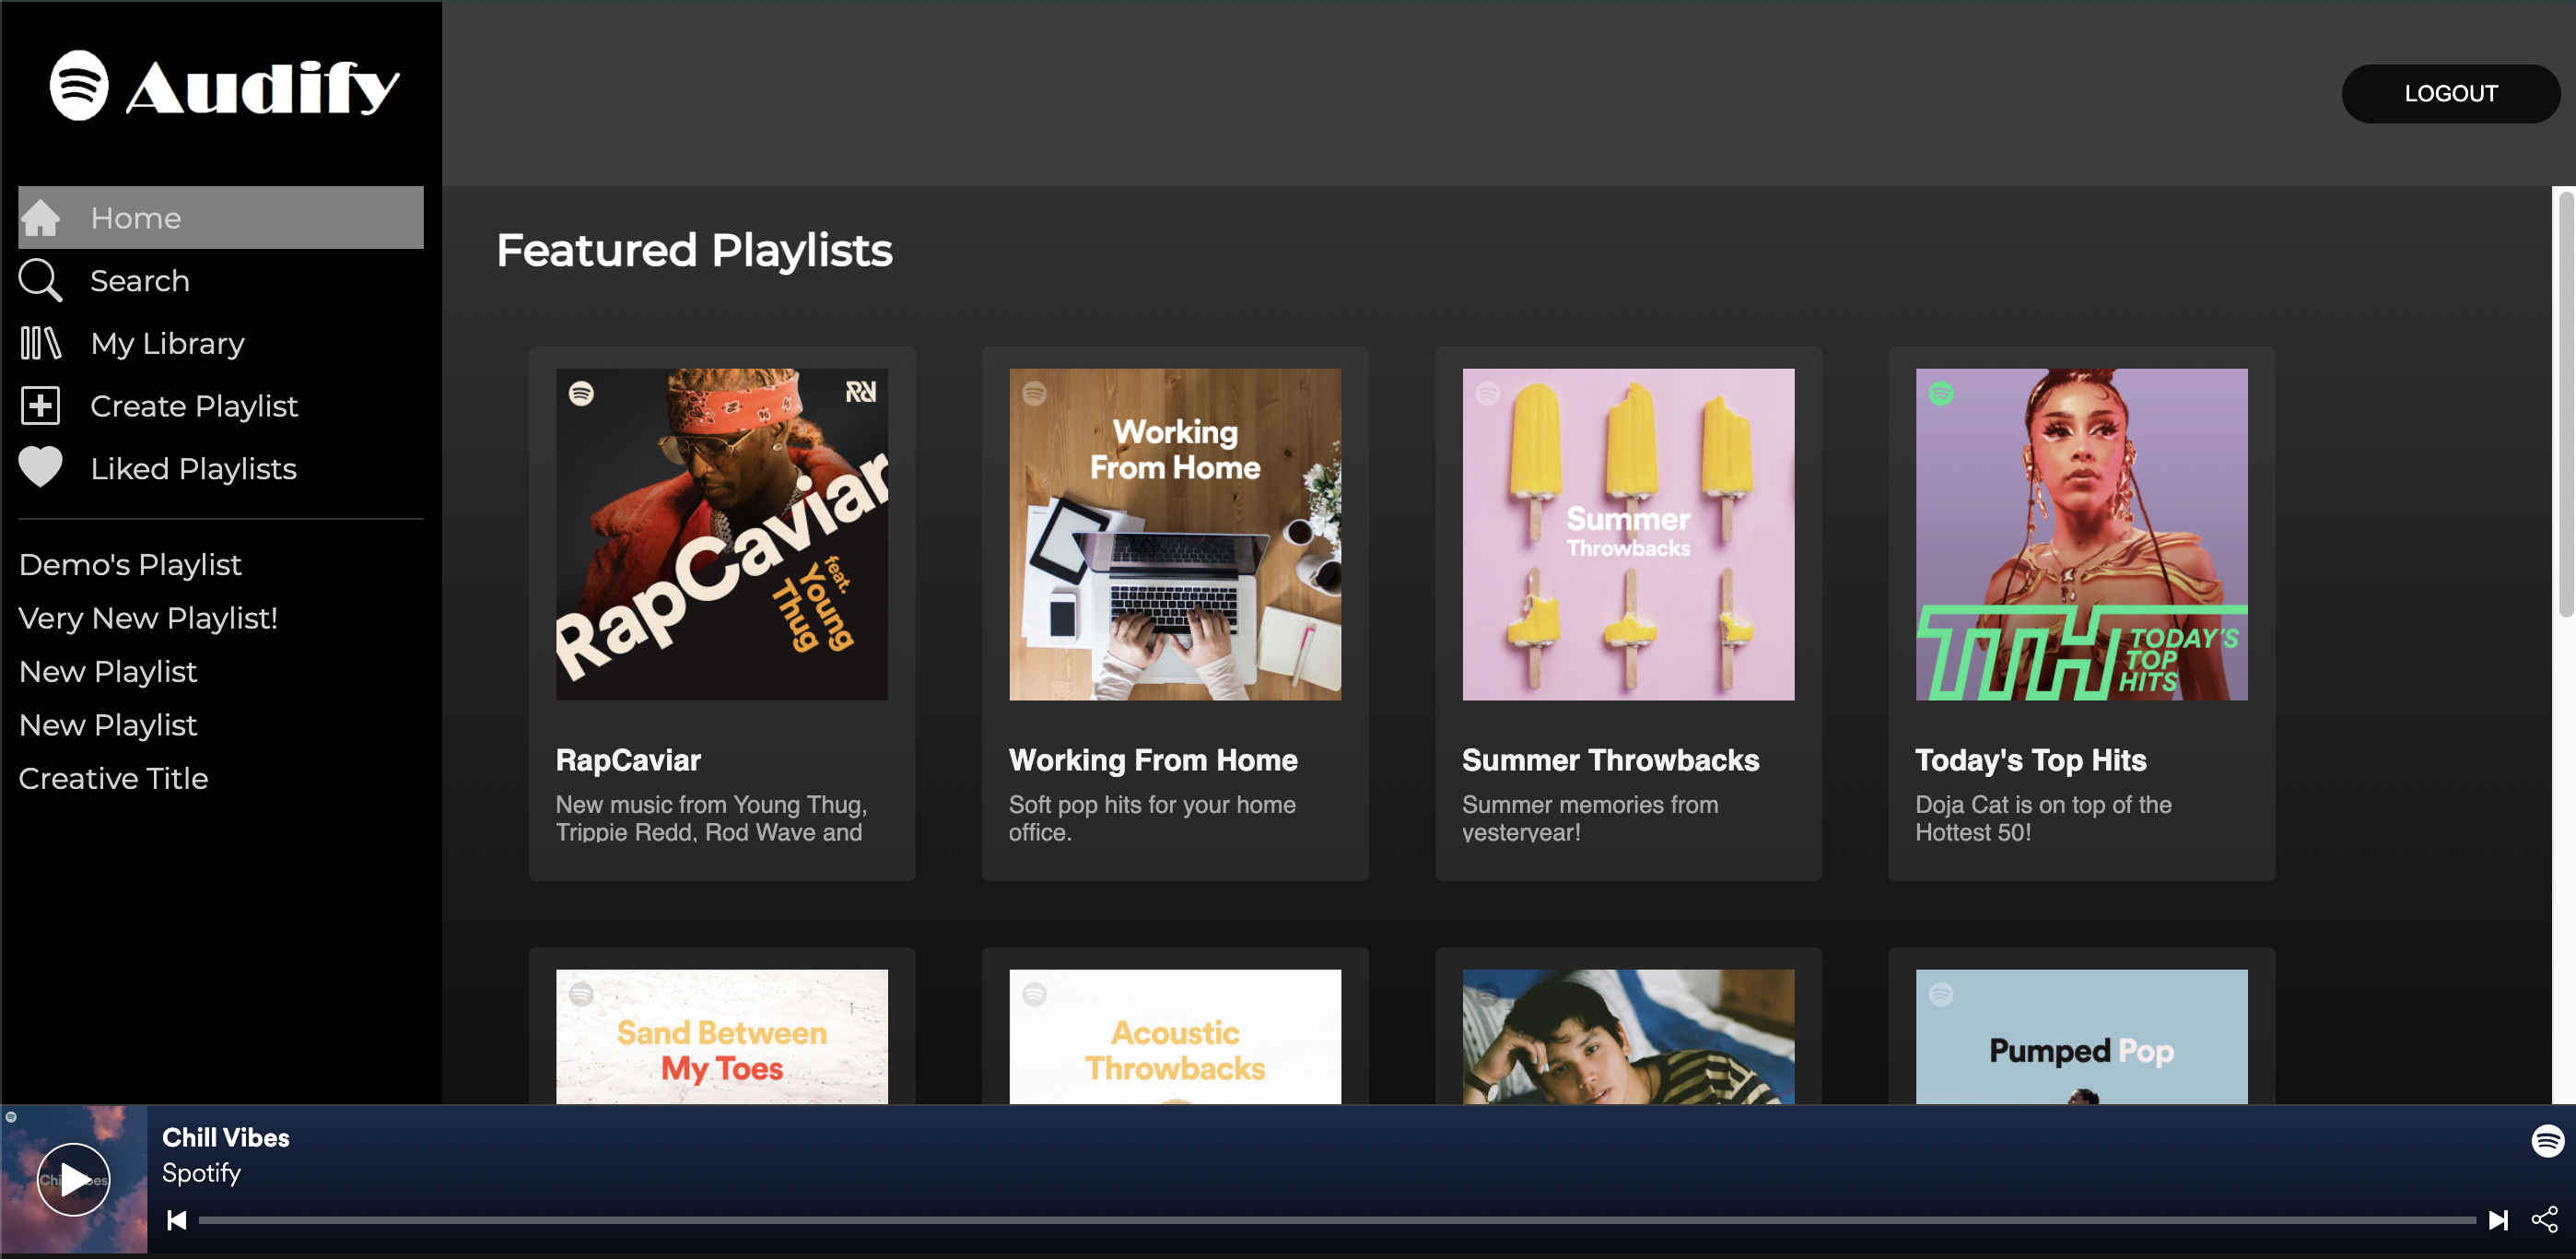 Audify
LOGOUT
Home
Search
My Library
Create Playlist
Liked Playlists
Demo's Playlist
Very New Playlist!
New Playlist
New Playlist
Creative Title
Featured Playlists
RapCaviar
feat.
Young
Thug
RapCaviar
New music from Young Thug,
Trippie Redd, Rod Wave and
Working
From Home
Working From Home
Soft pop hits for your home
office.
Summer
Throwbacks
Summer Throwbacks
Summer memories from
yesteryear!
TTH
TODAY'S
TOP
HITS
Today's Top Hits
Doja Cat is on top of the
Hottest 50!
Sand Between
My Toes
Acoustic
Throwbacks
Pumped Pop
Chill Vibes
Spotify